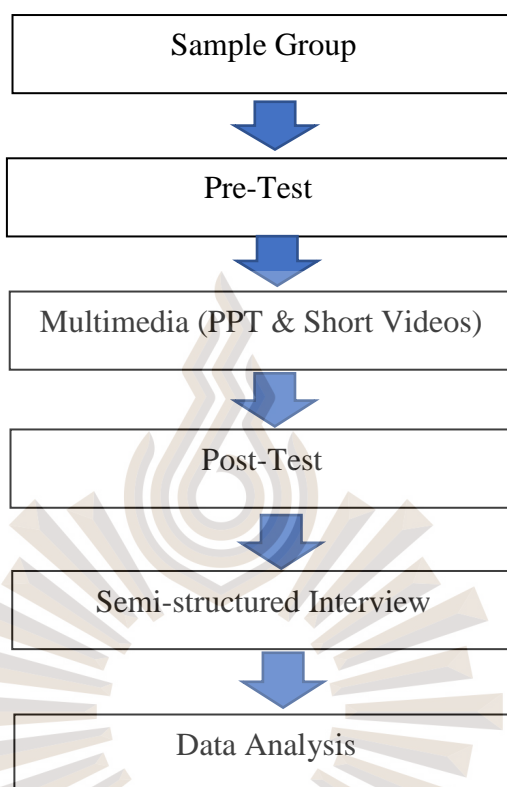 Sample Group
Pre-Test
Multimedia (PPT & Short Videos)
Post-Test
Semi-structured Interview
Data Analysis